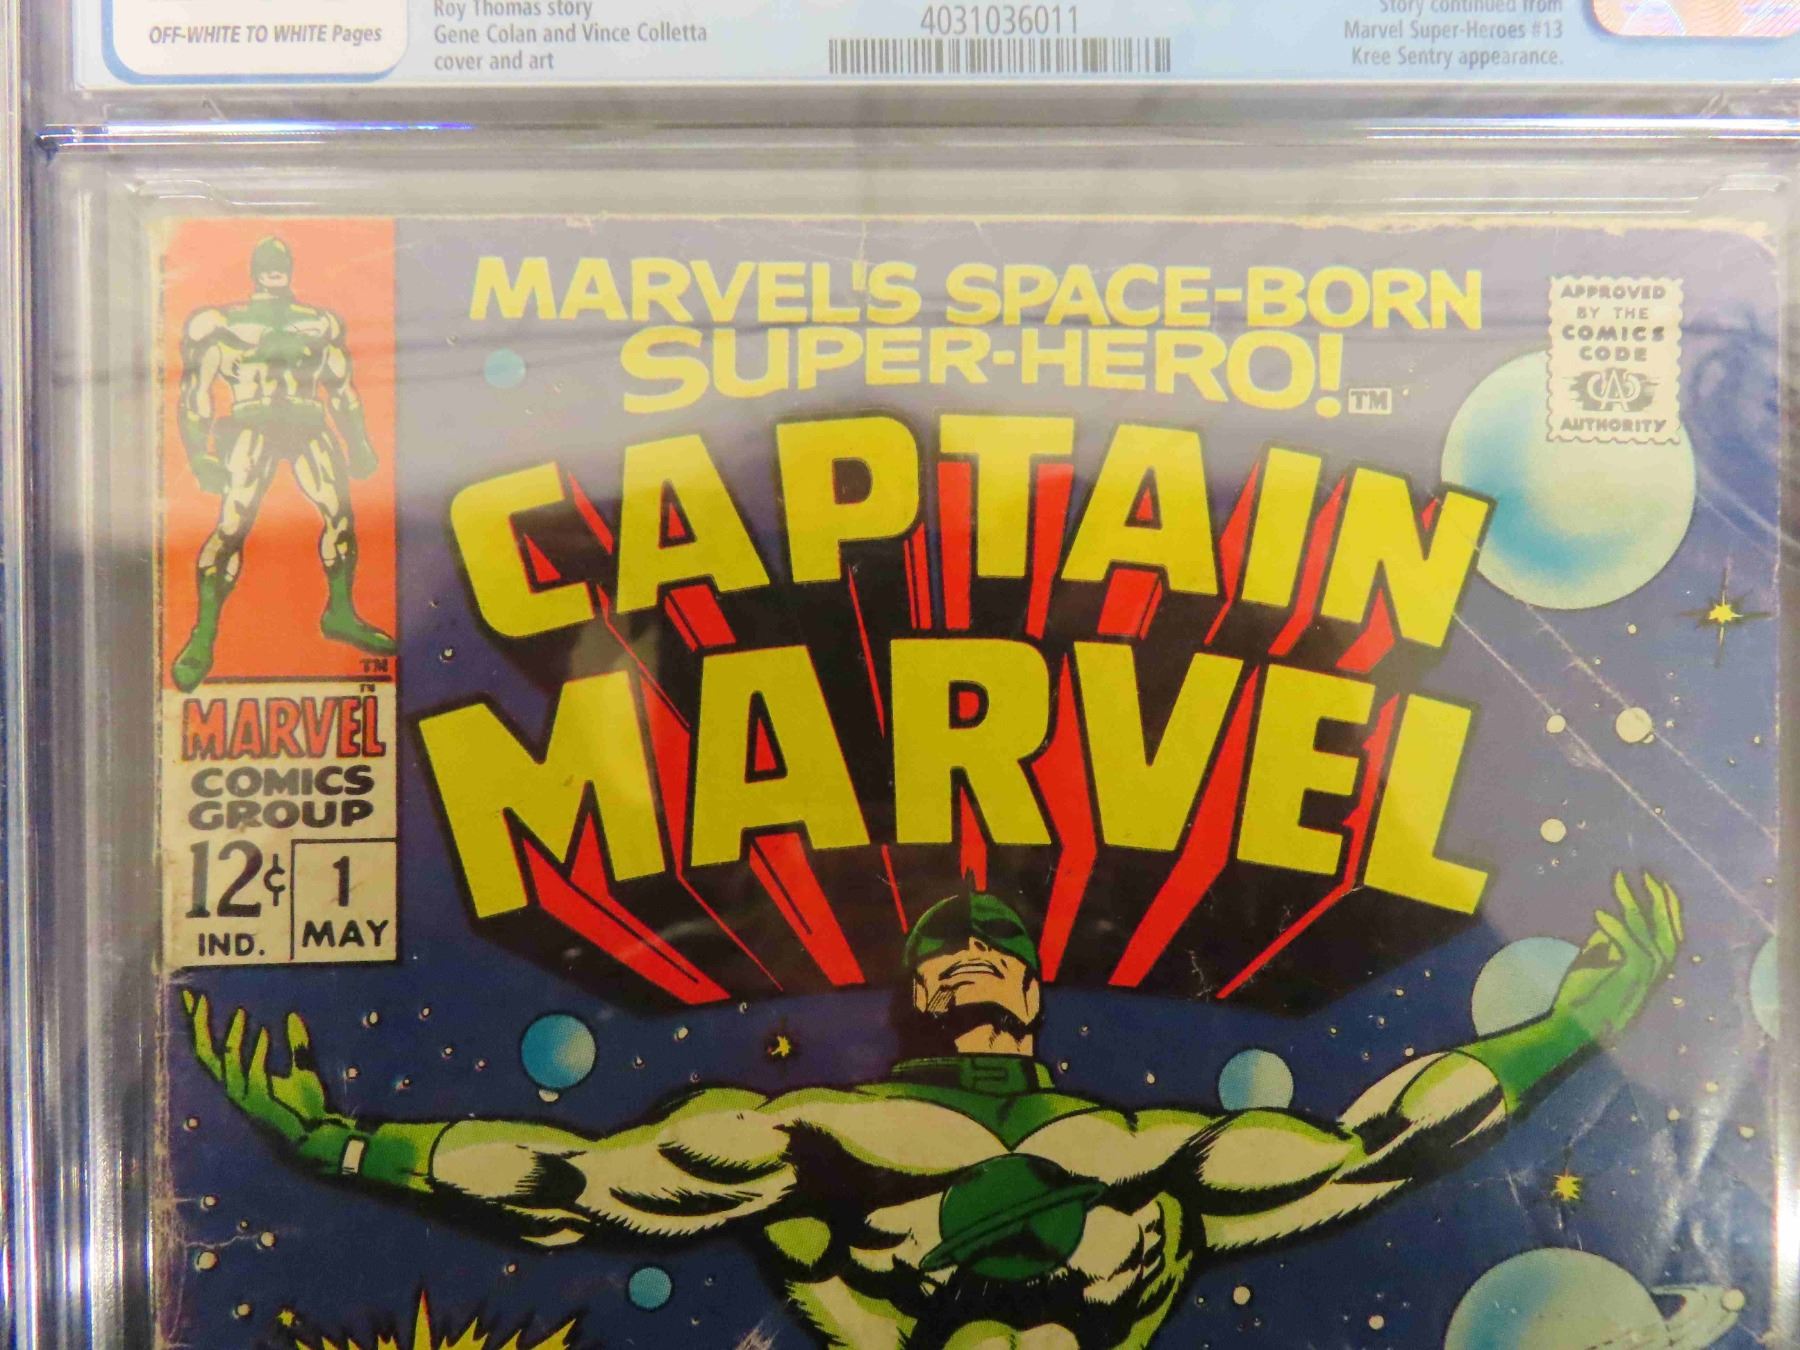 OFF-WHITE TO WHITE Pages
Roy Thomas story
Gene Colan and Vince Colletta
cover and art
4031036011
Story continued from
Marvel Super-Heroes #13
Kree Sentry appearance.
MARVEL'S SPACE-BORN
SUPER-HERO!™
CAPTAIN
MARVEL
APPROVED
BY THE
COMICS
CODE
CA
AUTHORITY
TM
TM
MARVEL
COMICS
GROUP
12¢
IND.
1
MAY